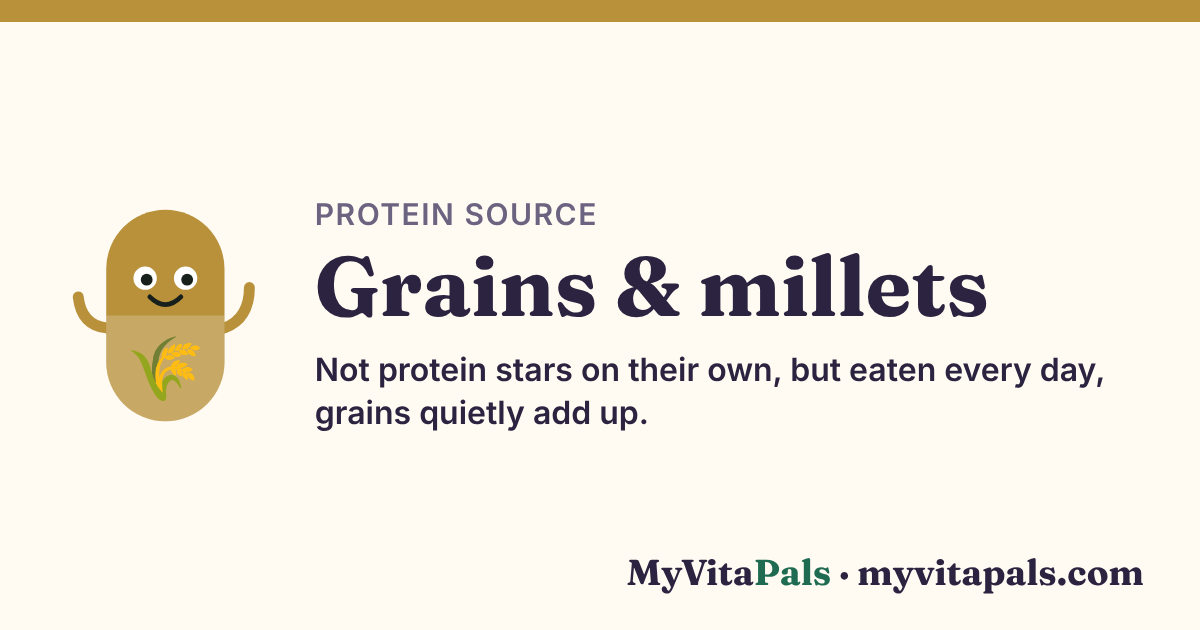 PROTEIN SOURCE
Grains & millets
Not protein stars on their own, but eaten every day,
grains quietly add up.
MyVitaPals · myvitapals.com